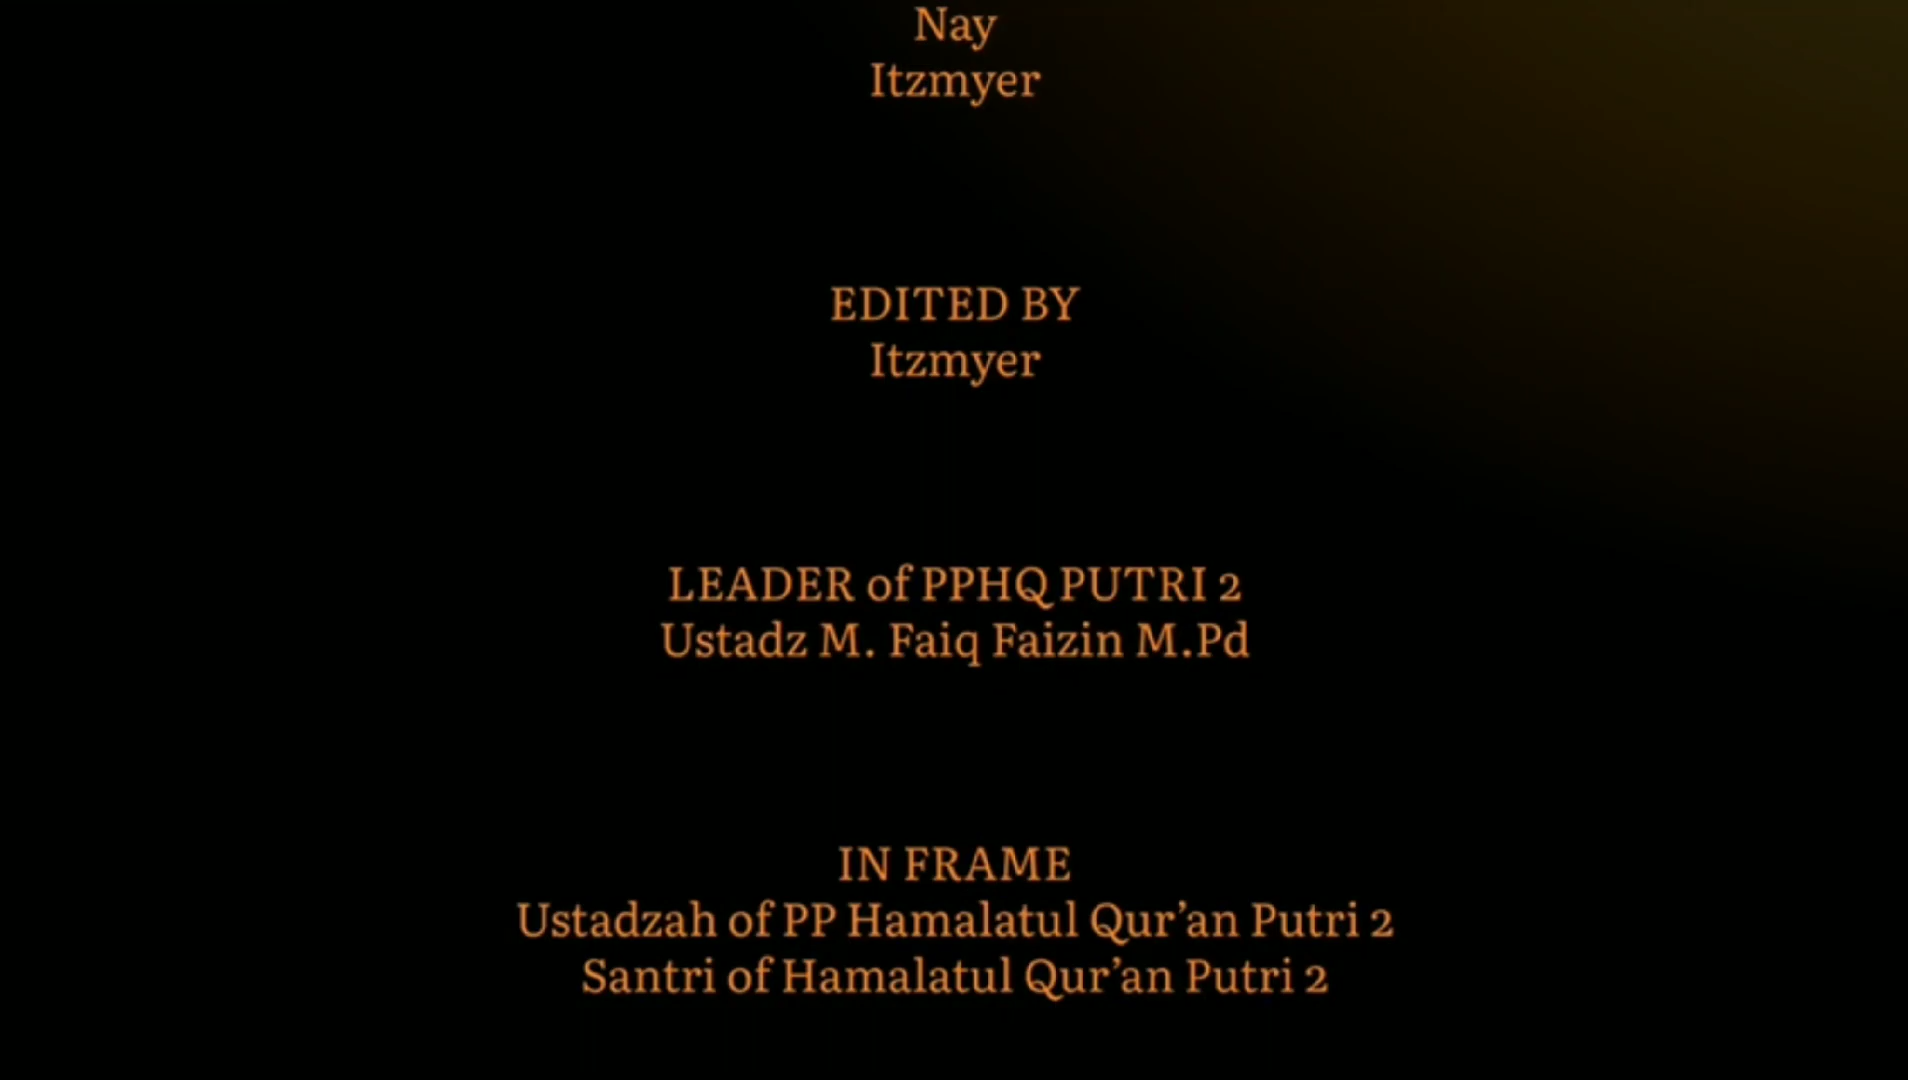 Nay
Itzmyer
EDITED BY
Itzmyer
LEADER of PPHQ PUTRI 2
Ustadz M. Faiq Faizin M.Pd
IN FRAME
Ustadzah of PP Hamalatul Qur’an Putri 2
Santri of Hamalatul Qur’an Putri 2